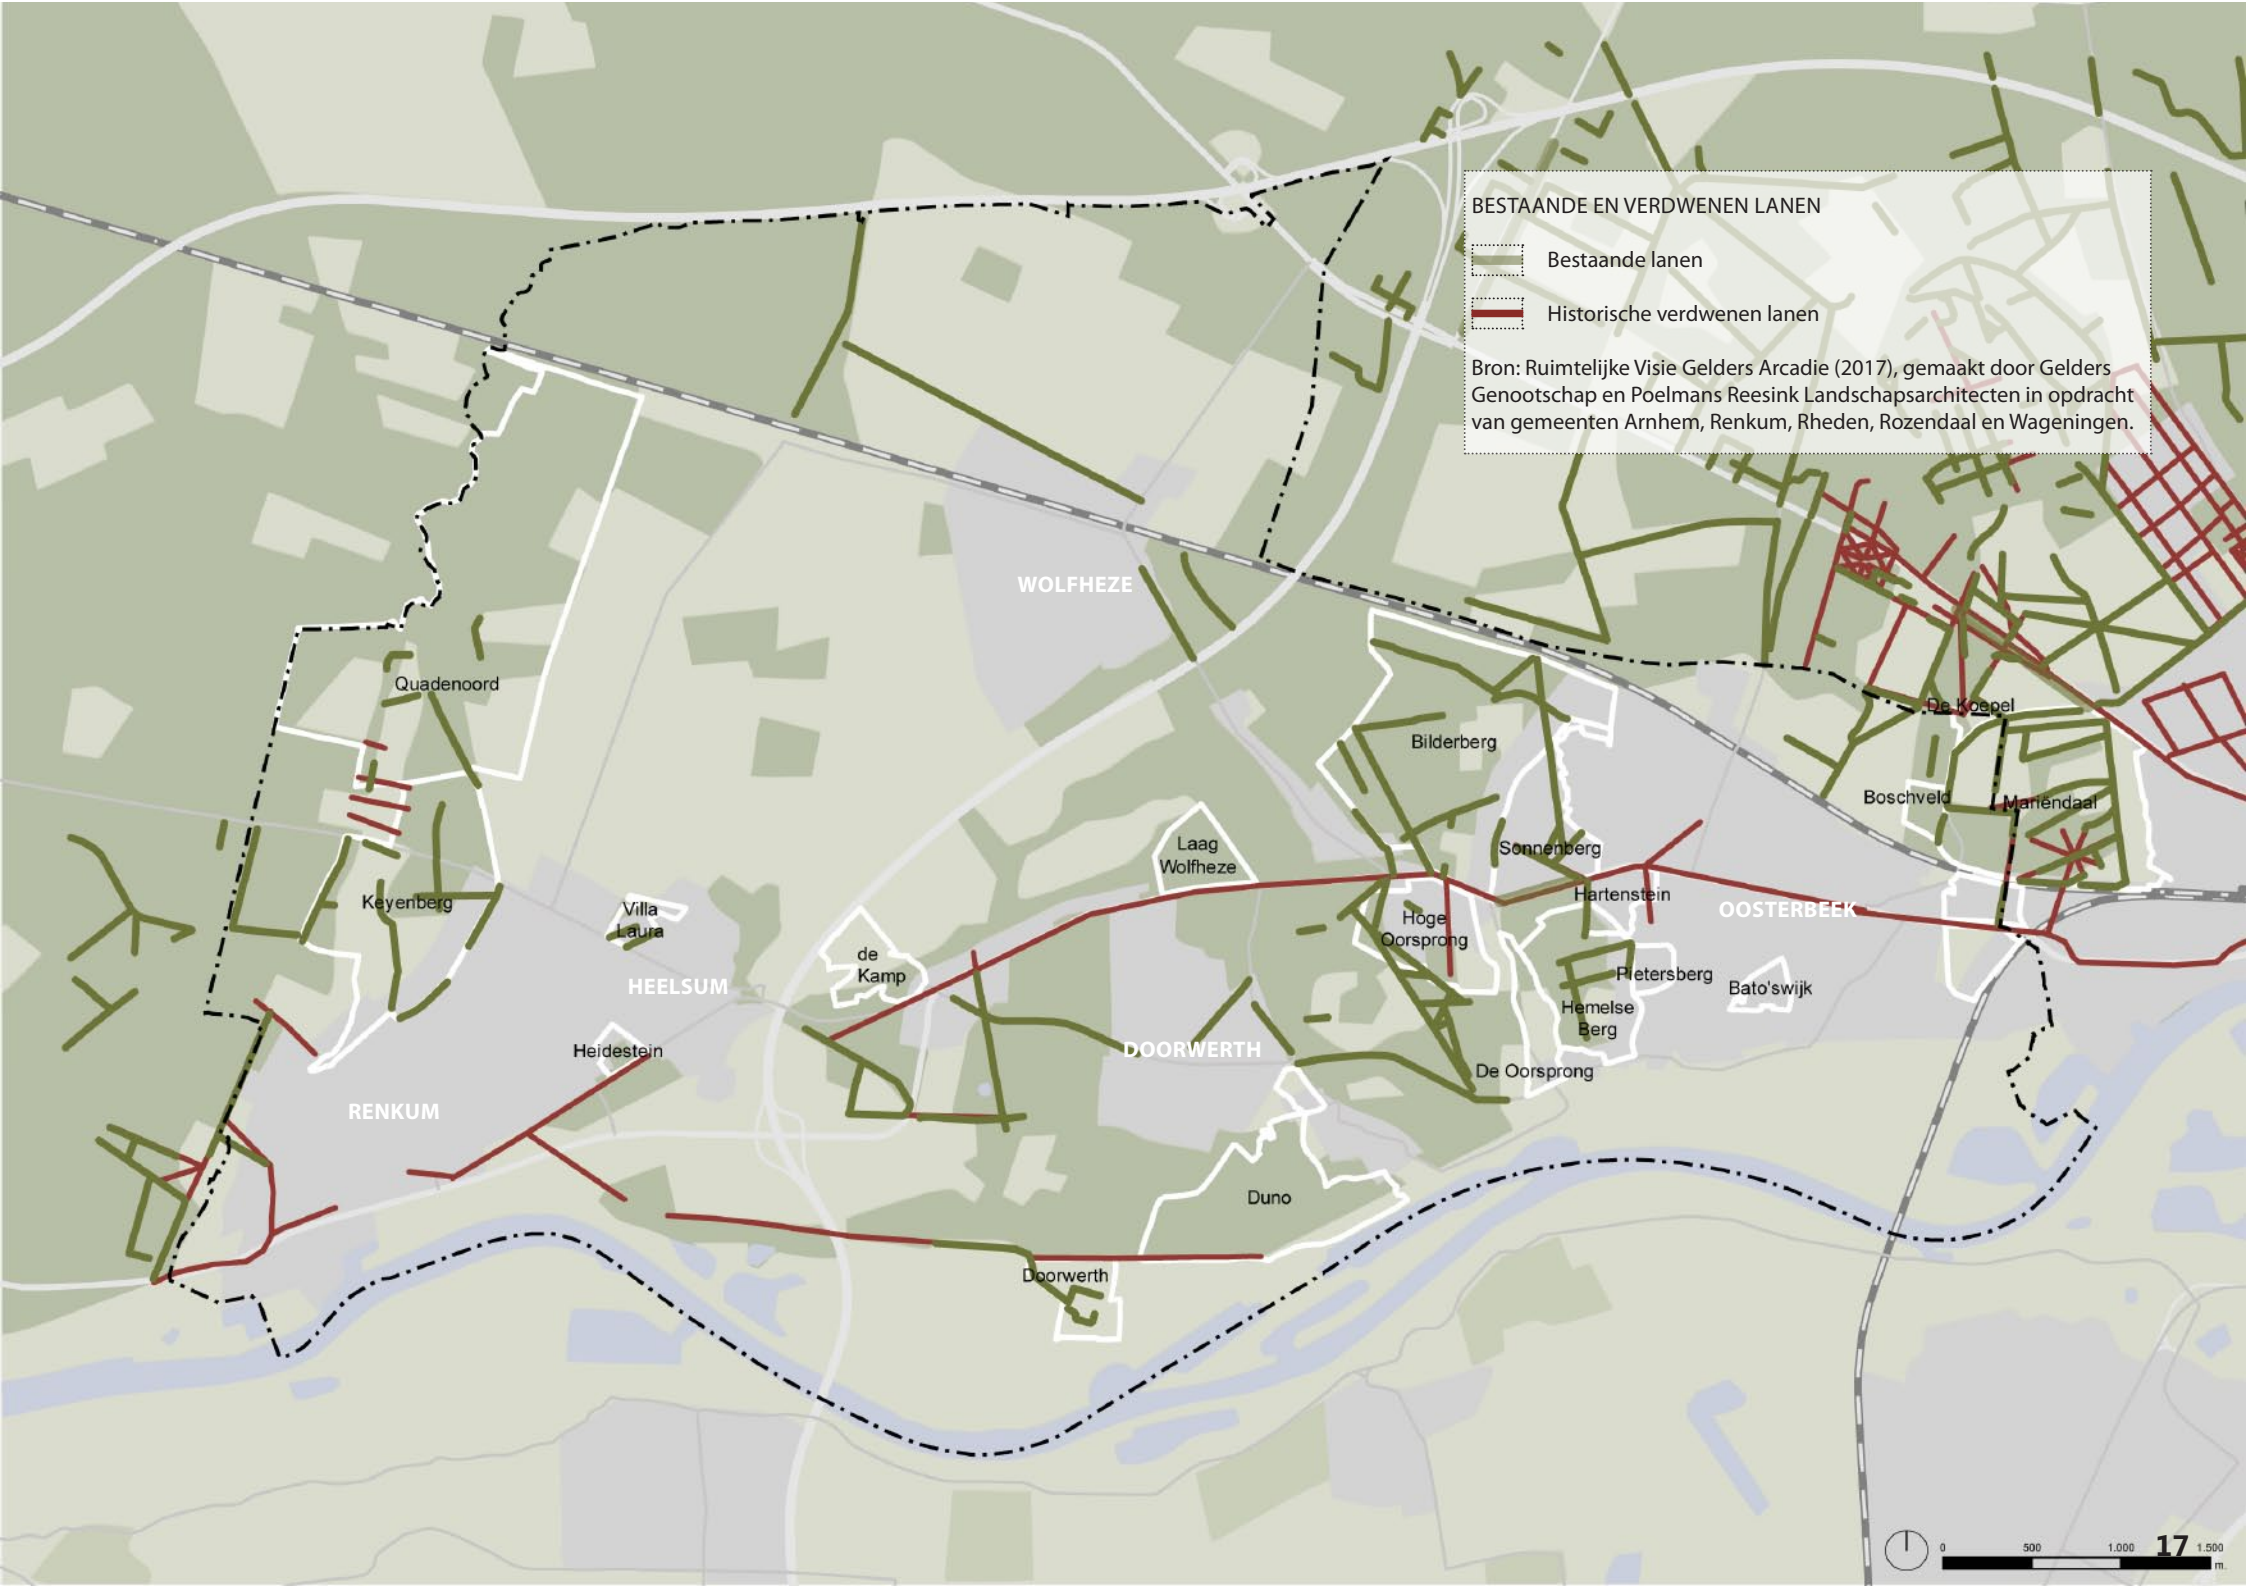 BESTAANDE EN VERDWENEN LANEN
Bestaande lanen
Historische verdwenen lanen
Bron: Ruimtelijke Visie Gelders Arcadie (2017), gemaakt door Gelders
Genootschap en Poelmans Reesink Landschapsarchitecten in opdracht
van gemeenten Arnhem, Renkum, Rheden, Rozendaal en Wageningen.
WOLFHEZE
Quadenoord
De Koepel
Bilderberg
Boschveld
Mariëndaal
Laag
Wolfheze
Sonnenberg
Hartenstein
Keyenberg
Villa
Laura
OOSTERBEEK
Hoge
Oorsprong
de
Kamp
HEELSUM
Pietersberg
Bato'swijk
Hemelse
Berg
Heidestein
DOORWERTH
De Oorsprong
RENKUM
Duno
Doorwerth
0 500 1.000 1.500
m.
17